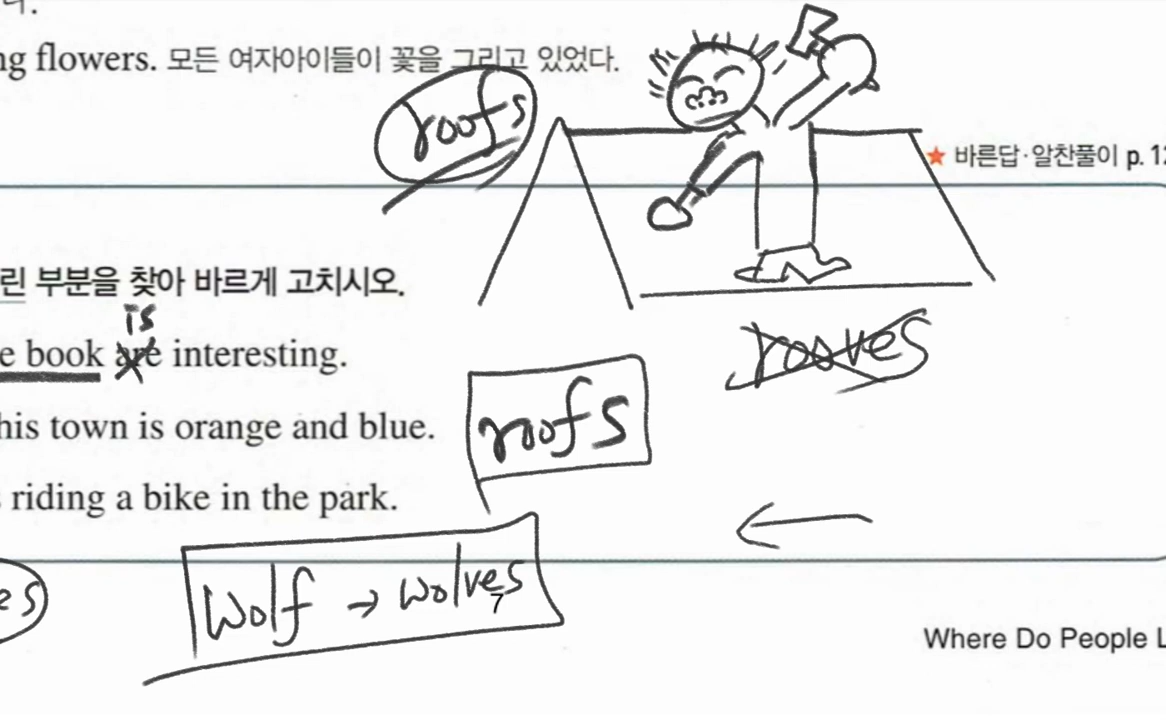 ng flowers. 모든 여자아이들이 꽃을 그리고 있었다.
roofs
★ 바른답·알찬풀이 p. 12
린 부분을 찾아 바르게 고치시오.
is
e book are interesting.
rooves
his town is orange and blue.
roofs
s riding a bike in the park.
wolf → wolves
7
es
Where Do People L